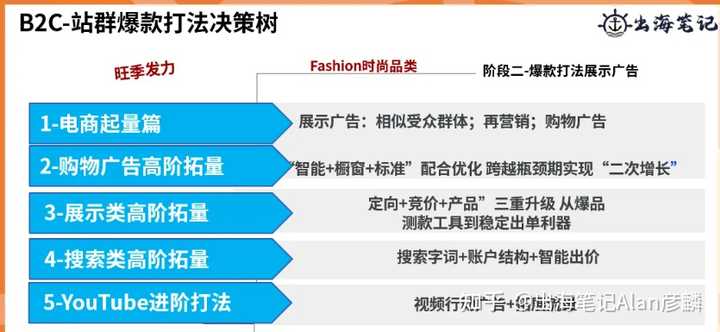 B2C-站群爆款打法决策树
出海笔记
旺季发力
Fashion时尚品类
阶段二-爆款打法展示广告
1-电商起量篇
展示广告：相似受众群体；再营销；购物广告
2-购物广告高阶拓量
“智能+橱窗+标准”配合优化 跨越瓶颈期实现“二次增长”
3-展示类高阶拓量
定向+竞价+产品”三重升级 从爆品
测款工具到稳定出单利器
4-搜索类高阶拓量
搜索字词+账户结构+智能出价
5-YouTube进阶打法
视频行动广告+
知乎 @出海笔记Alan彦麟